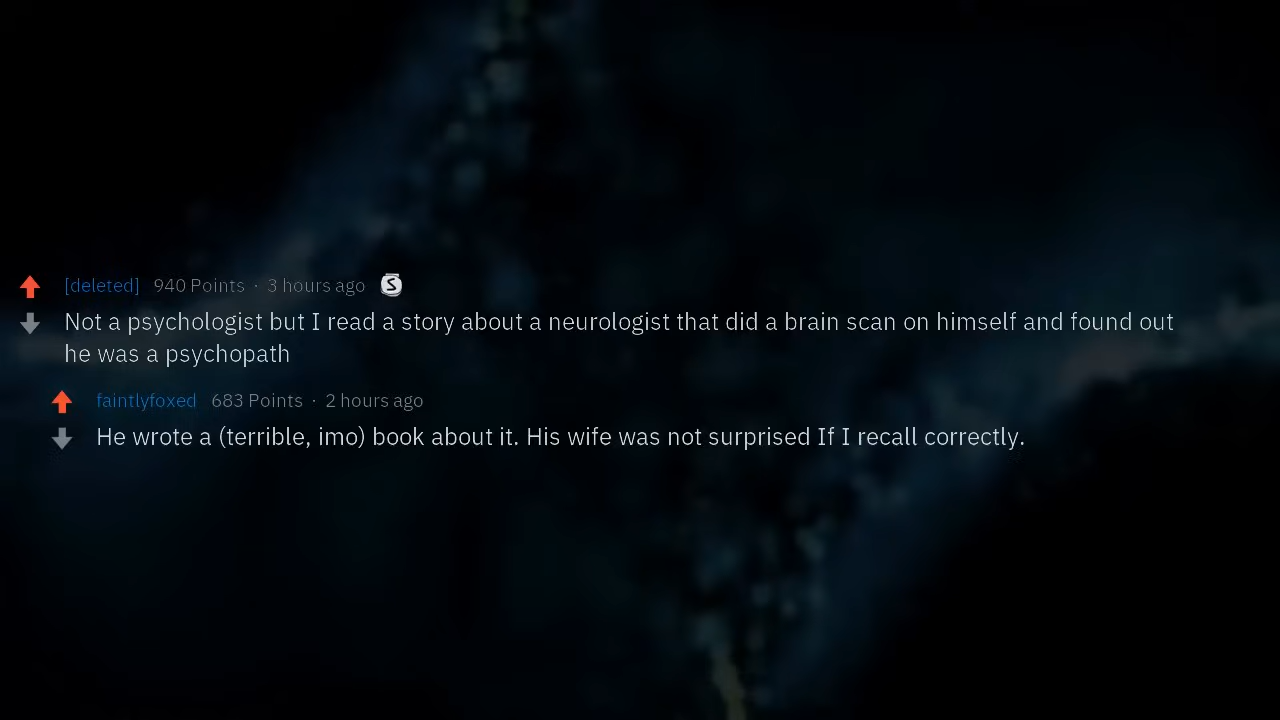 [deleted] 940 Points · 3 hours ago S
Not a psychologist but I read a story about a neurologist that did a brain scan on himself and found out
he was a psychopath
faintlyfoxed 683 Points · 2 hours ago
He wrote a (terrible, imo) book about it. His wife was not surprised If I recall correctly.